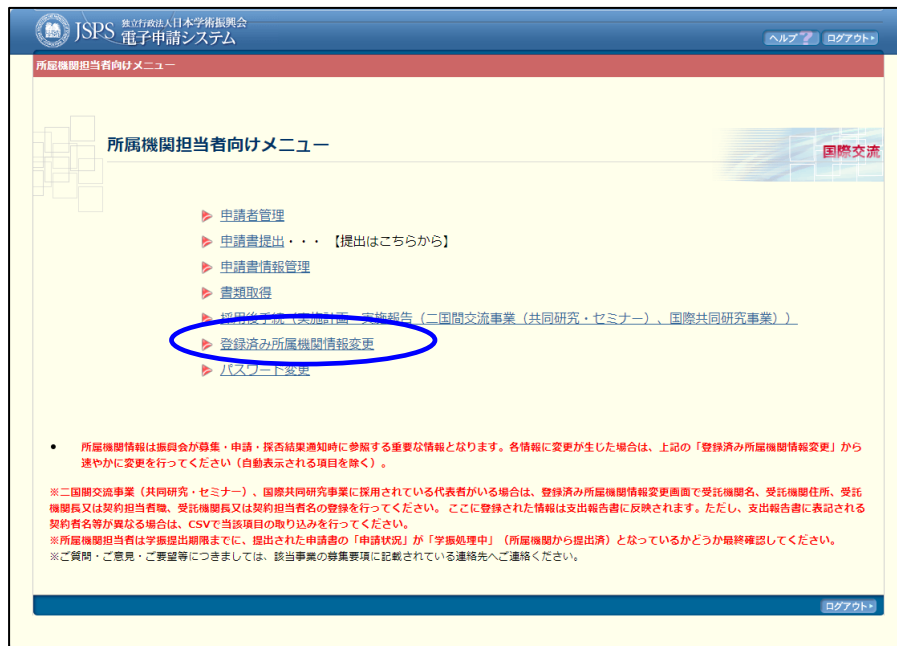 JSPS 独立行政法人日本学術振興会
電子申請システム
ヘルプ ? ログアウト
所属機関担当者向けメニュー
所属機関担当者向けメニュー
国際交流
申請者管理
申請書提出・・・ 【提出はこちらから】
申請書情報管理
書類取得
採用後手続（実施計画・実施報告（二国間交流事業（共同研究・セミナー）、国際共同研究事業））
登録済み所属機関情報変更
パスワード変更
• 所属機関情報は振興会が募集・申請・採否結果通知時に参照する重要な情報となります。各情報に変更が生じた場合は、上記の「登録済み所属機関情報変更」から
速やかに変更を行ってください（自動表示される項目を除く）。
※二国間交流事業（共同研究・セミナー）、国際共同研究事業に採用されている代表者がいる場合は、登録済み所属機関情報変更画面で受託機関名、受託機関住所、受託
機関長又は契約担当者職、受託機関長又は契約担当者名の登録を行ってください。 ここに登録された情報は支出報告書に反映されます。ただし、支出報告書に表記される
契約者名等が異なる場合は、CSVで当該項目の取り込みを行ってください。
※所属機関担当者は学振提出期限までに、提出された申請書の「申請状況」が「学振処理中」（所属機関から提出済）となっているかどうか最終確認してください。
※ご質問・ご意見・ご要望等につきましては、該当事業の募集要項に記載されている連絡先へご連絡ください。
ログアウト